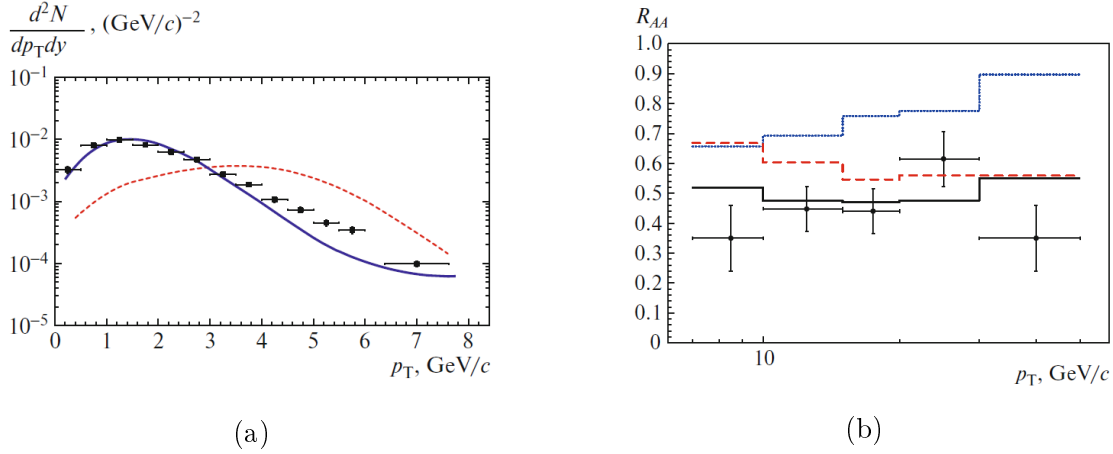 d²N
dp_T dy , (GeV/c)⁻²
10⁻¹
10⁻²
10⁻³
10⁻⁴
10⁻⁵
0 1 2 3 4 5 6 7 8
p_T, GeV/c
(a)
R_AA
1.0
0.9
0.8
0.7
0.6
0.5
0.4
0.3
0.2
0.1
0
10
p_T, GeV/c
(b)